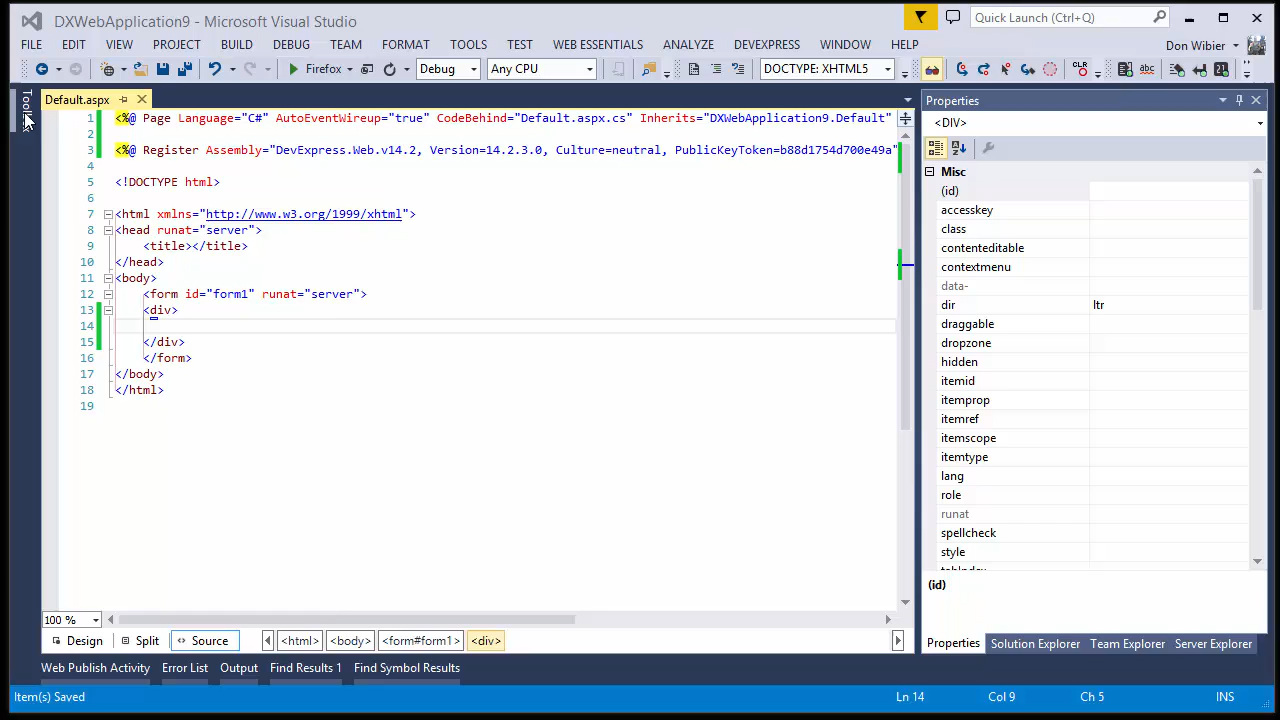 DXWebApplication9 - Microsoft Visual Studio
Quick Launch (Ctrl+Q)
FILE EDIT VIEW PROJECT BUILD DEBUG TEAM FORMAT TOOLS TEST WEB ESSENTIALS ANALYZE DEVEXPRESS WINDOW HELP
Don Wibier
Firefox Debug Any CPU DOCTYPE: XHTML5 CLR abc 21
Default.aspx
1 <%@ Page Language="C#" AutoEventWireup="true" CodeBehind="Default.aspx.cs" Inherits="DXWebApplication9.Default"
2
3 <%@ Register Assembly="DevExpress.Web.v14.2, Version=14.2.3.0, Culture=neutral, PublicKeyToken=b88d1754d700e49a"
4
5 <!DOCTYPE html>
6
7 <html xmlns="http://www.w3.org/1999/xhtml">
8 <head runat="server">
9 <title></title>
10 </head>
11 <body>
12 <form id="form1" runat="server">
13 <div>
14
15 </div>
16 </form>
17 </body>
18 </html>
19
100 %
Design Split Source <html> <body> <form#form1> <div>
Properties
<DIV>
Misc
(id)
accesskey
class
contenteditable
contextmenu
data-
dir ltr
draggable
dropzone
hidden
itemid
itemprop
itemref
itemscope
itemtype
lang
role
runat
spellcheck
style
(id)
Properties Solution Explorer Team Explorer Server Explorer
Web Publish Activity Error List Output Find Results 1 Find Symbol Results
Item(s) Saved Ln 14 Col 9 Ch 5 INS